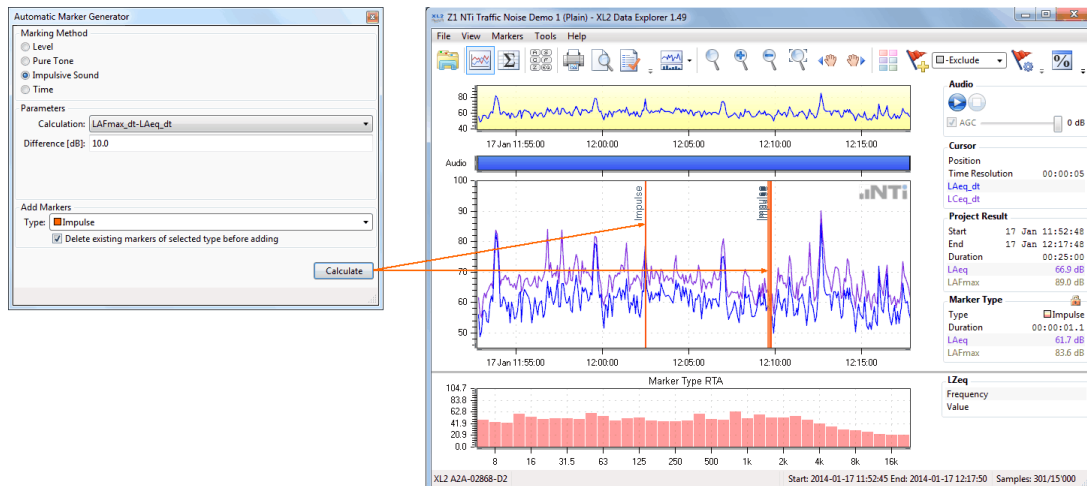 Automatic Marker Generator
Marking Method
Level
Pure Tone
Impulsive Sound
Time
Parameters
Calculation: LAFmax_dt-LAeq_dt
Difference [dB]: 10.0
Add Markers
Type: Impulse
Delete existing markers of selected type before adding
Calculate
Z1 NTi Traffic Noise Demo 1 (Plain) - XL2 Data Explorer 1.49
File View Markers Tools Help
-Exclude
80
60
40
17 Jan 11:55:00 12:00:00 12:05:00 12:10:00 12:15:00
Audio
100
90
80
70
60
50
Impulse
Impulse
NTi
17 Jan 11:55:00 12:00:00 12:05:00 12:10:00 12:15:00
Marker Type RTA
104.7
83.8
62.8
41.9
20.9
0.0
8 16 31.5 63 125 250 500 1k 2k 4k 8k 16k
Audio
AGC 0 dB
Cursor
Position
Time Resolution 00:00:05
LAeq_dt
LCeq_dt
Project Result
Start 17 Jan 11:52:48
End 17 Jan 12:17:48
Duration 00:25:00
LAeq 66.9 dB
LAFmax 89.0 dB
Marker Type
Type Impulse
Duration 00:00:01.1
LAeq 61.7 dB
LAFmax 83.6 dB
LZeq
Frequency
Value
XL2 A2A-02868-D2
Start: 2014-01-17 11:52:45 End: 2014-01-17 12:17:50 Samples: 301/15'000